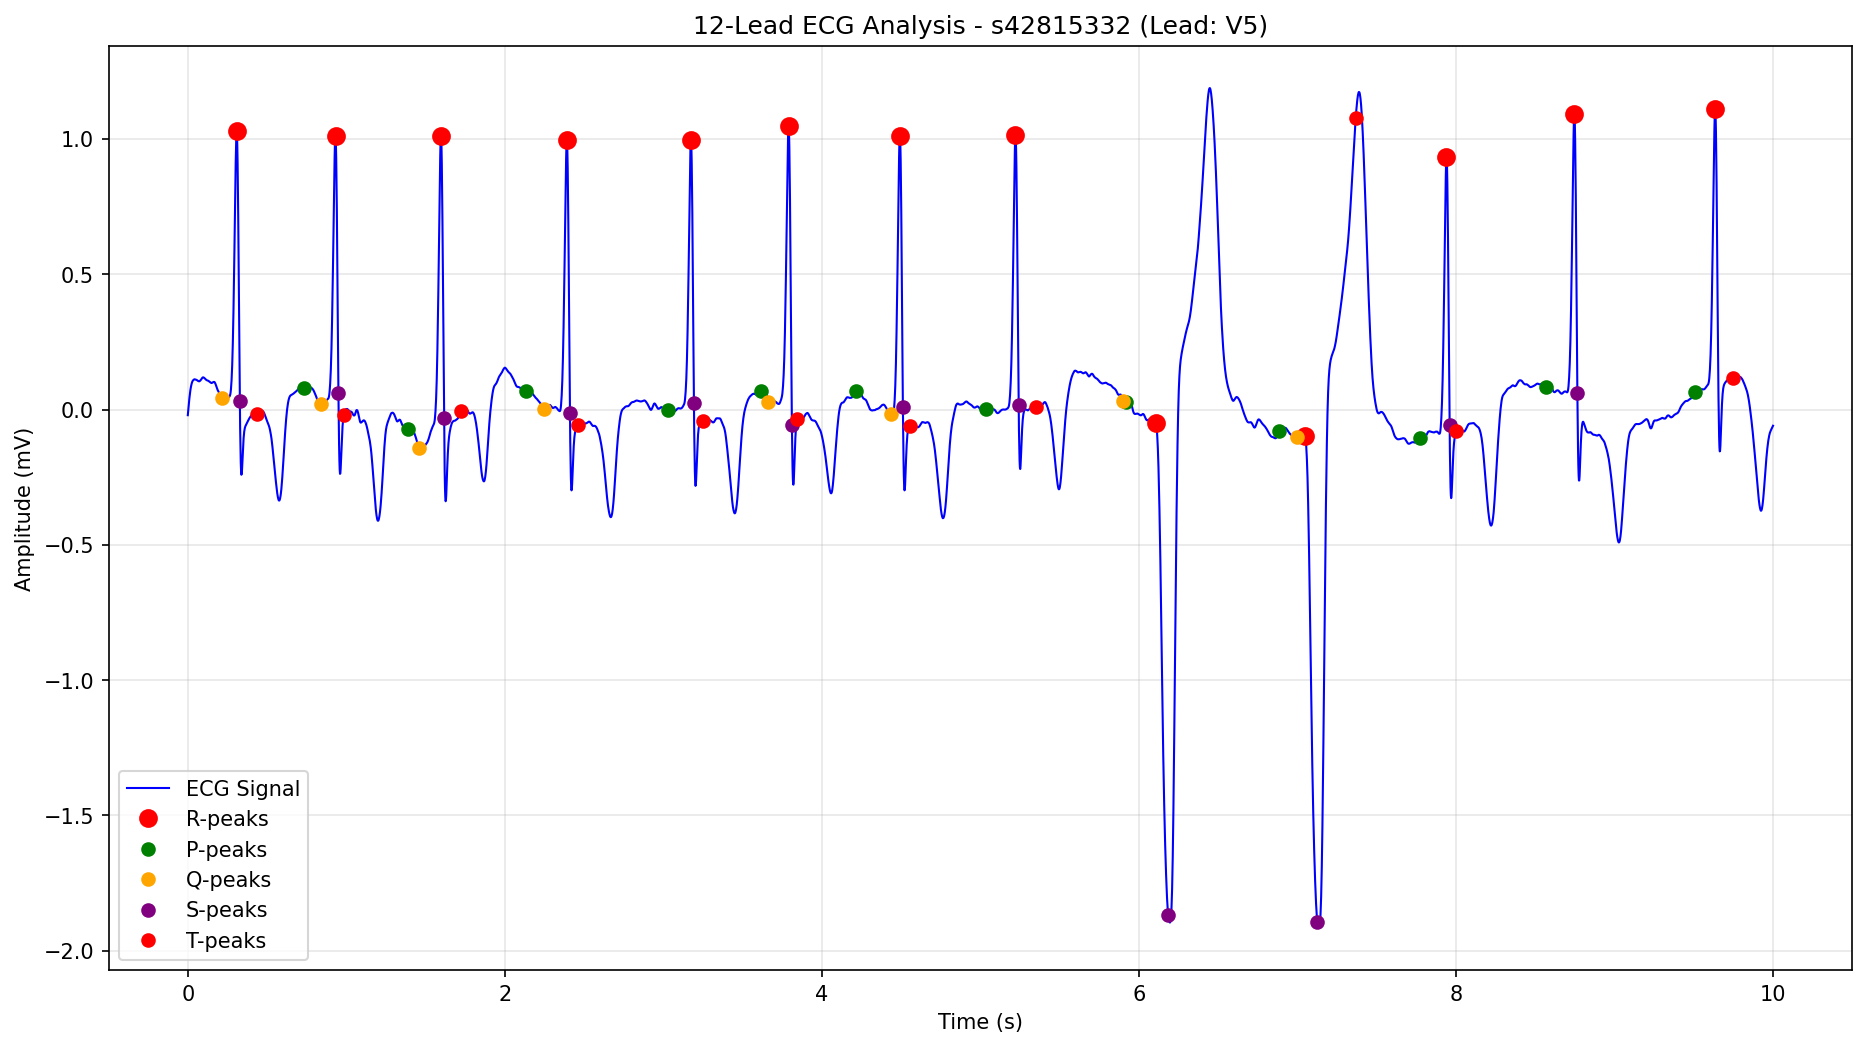 12-Lead ECG Analysis - s42815332 (Lead: V5)
Amplitude (mV)
1.0
0.5
0.0
−0.5
−1.0
−1.5
−2.0
ECG Signal
R-peaks
P-peaks
Q-peaks
S-peaks
T-peaks
0 2 4 6 8 10
Time (s)